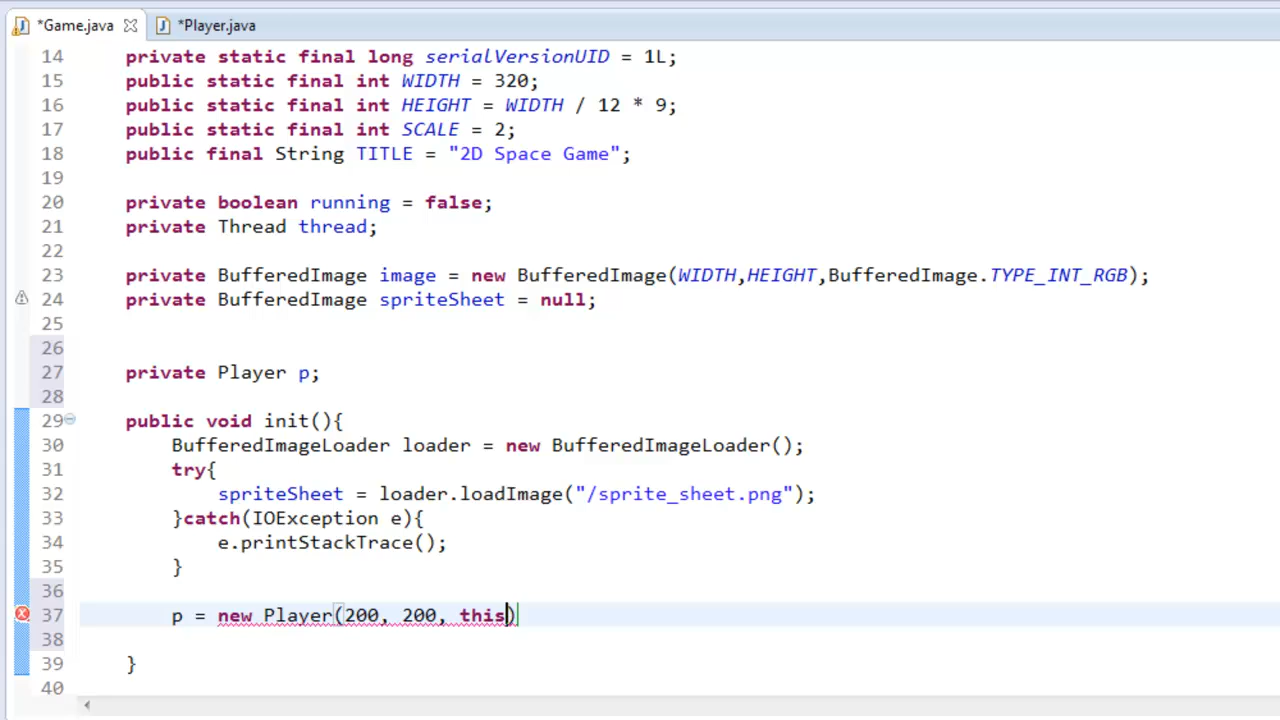 *Game.java *Player.java
14 private static final long serialVersionUID = 1L;
15 public static final int WIDTH = 320;
16 public static final int HEIGHT = WIDTH / 12 * 9;
17 public static final int SCALE = 2;
18 public final String TITLE = "2D Space Game";
19
20 private boolean running = false;
21 private Thread thread;
22
23 private BufferedImage image = new BufferedImage(WIDTH,HEIGHT,BufferedImage.TYPE_INT_RGB);
24 private BufferedImage spriteSheet = null;
25
26
27 private Player p;
28
29 public void init(){
30 BufferedImageLoader loader = new BufferedImageLoader();
31 try{
32 spriteSheet = loader.loadImage("/sprite_sheet.png");
33 }catch(IOException e){
34 e.printStackTrace();
35 }
36
37 p = new Player(200, 200, this)
38
39 }
40